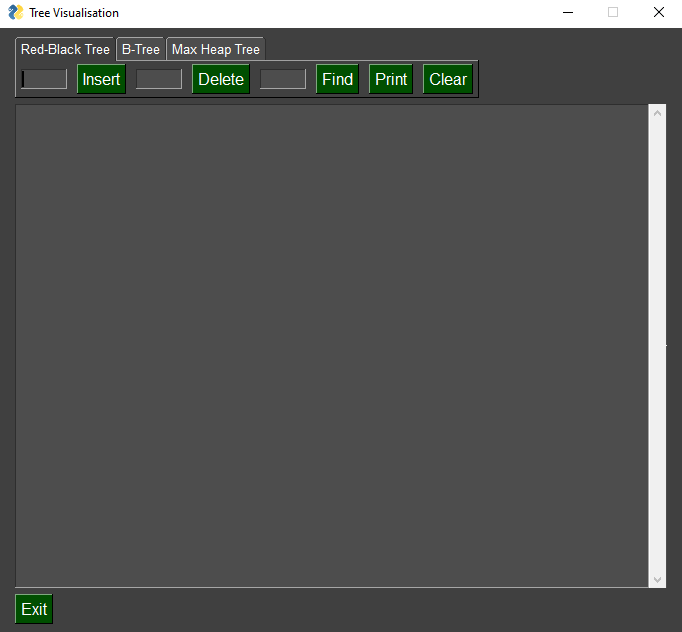 Tree Visualisation
Red-Black Tree B-Tree Max Heap Tree
Insert Delete Find Print Clear
Exit